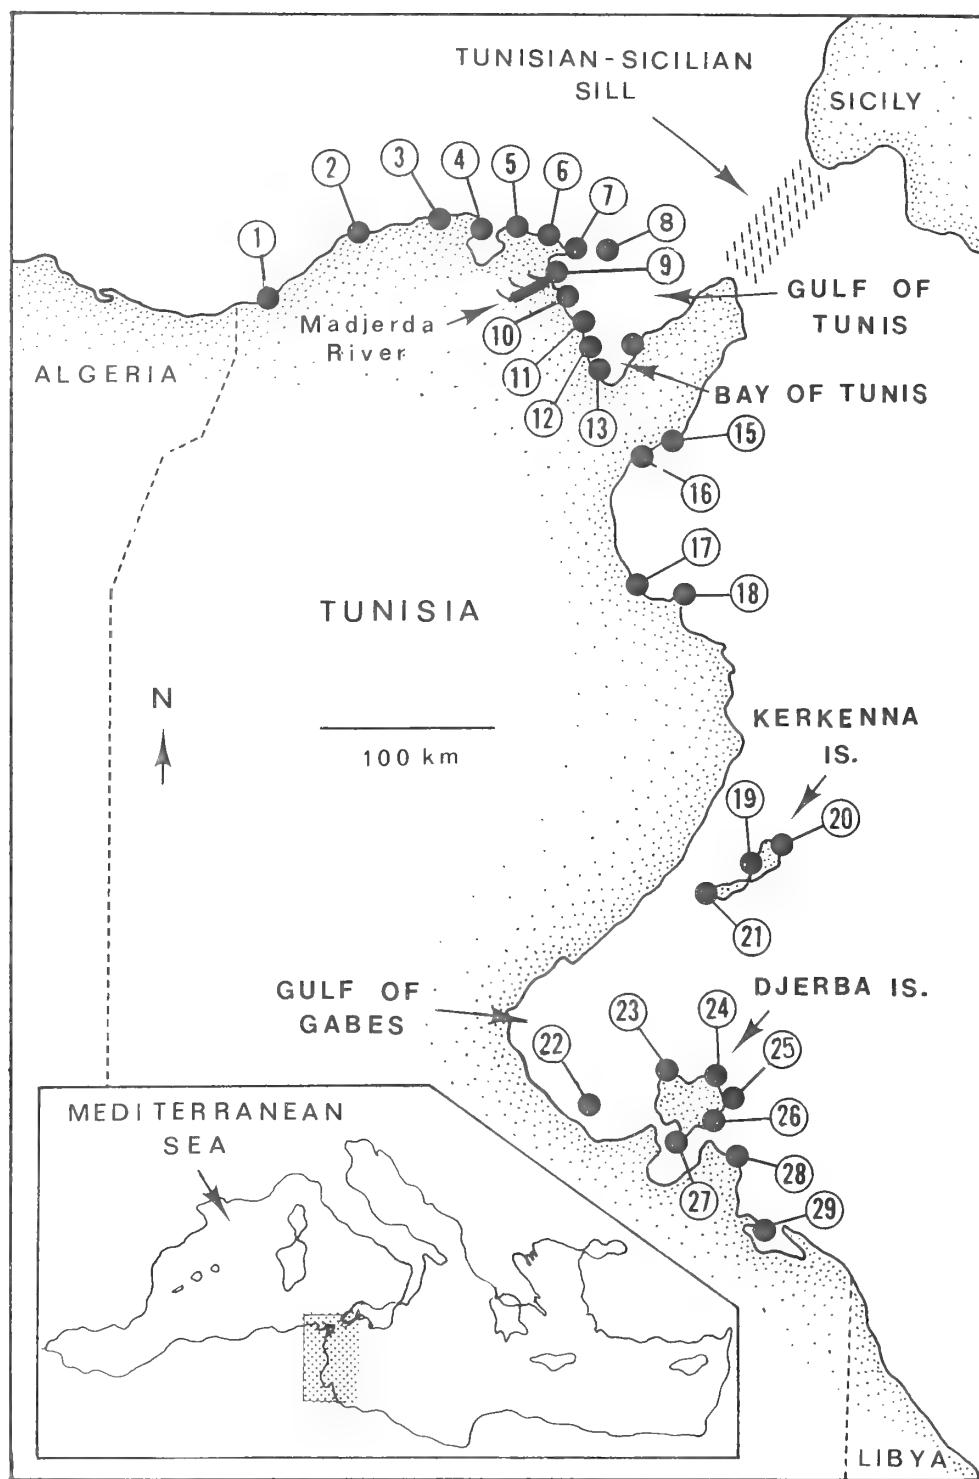 TUNISIAN-SICILIAN
SILL
SICILY
1
2
3
4
5
6
7
8
9
Madjerda
River
10
11
12
13
GULF OF
TUNIS
BAY OF TUNIS
ALGERIA
15
16
17
18
TUNISIA
N
100 km
KERKENNA
IS.
19
20
21
GULF OF
GABES
DJERBA IS.
22
23
24
25
26
27
28
29
MEDITERRANEAN
SEA
LIBYA